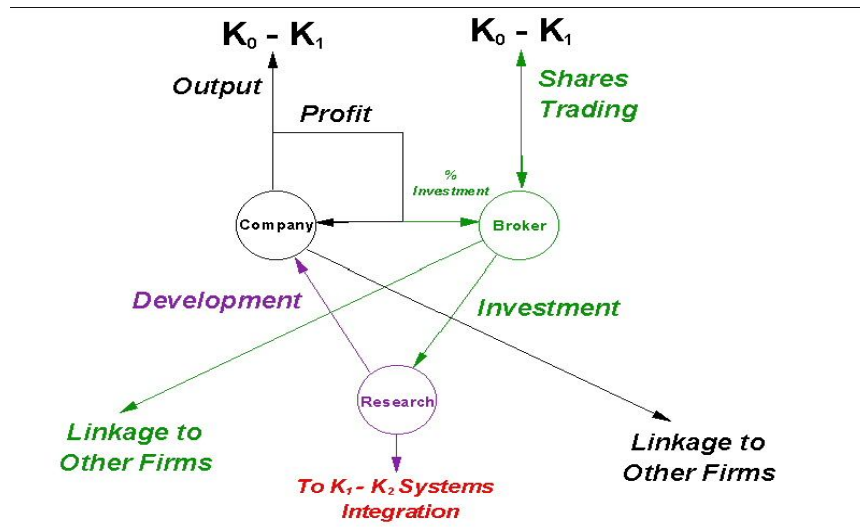 K₀ - K₁
K₀ - K₁
Output
Shares
Trading
Profit
%
Investment
Company
Broker
Development
Investment
Research
Linkage to
Other Firms
Linkage to
Other Firms
To K₁ - K₂ Systems
Integration